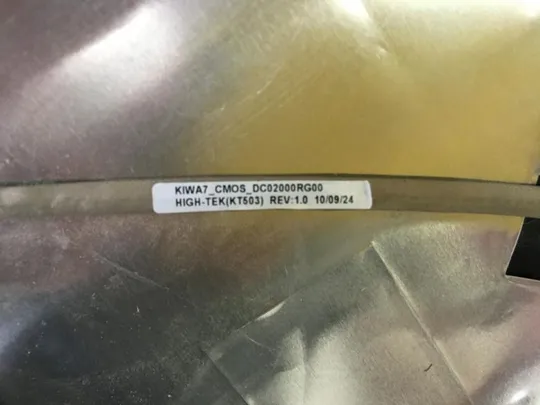 KIWA7_CMOS_DC02000RG00
HIGH-TEK(KT503) REV:1.0 10/09/24